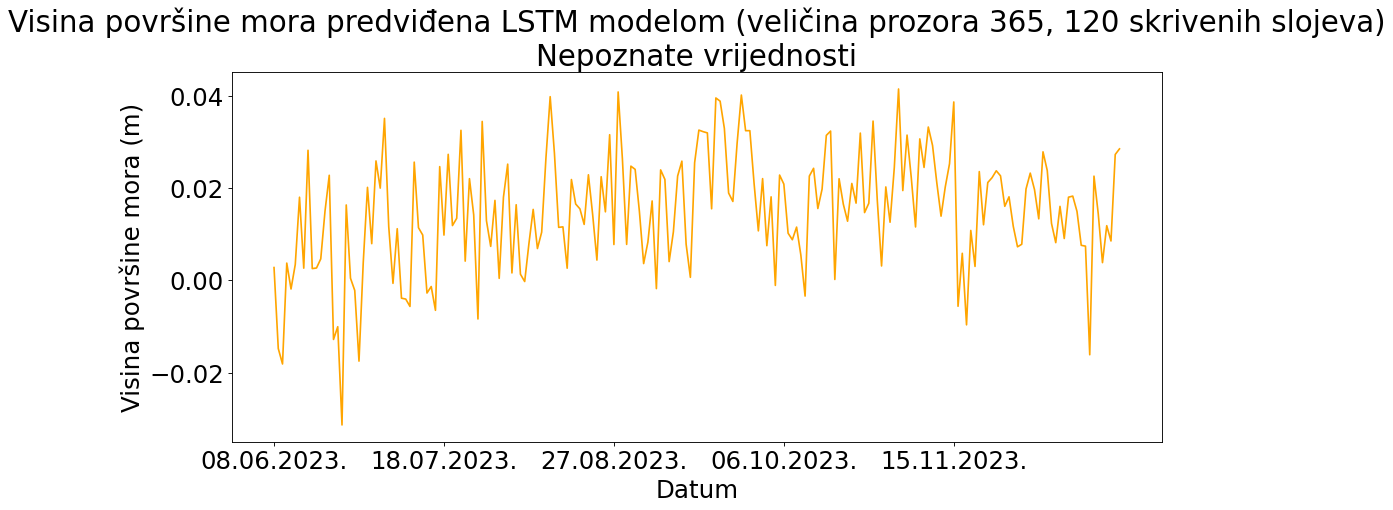 Visina površine mora predviđena LSTM modelom (veličina prozora 365, 120 skrivenih slojeva)
Nepoznate vrijednosti
Visina površine mora (m)
0.04
0.02
0.00
−0.02
08.06.2023. 18.07.2023. 27.08.2023. 06.10.2023. 15.11.2023.
Datum